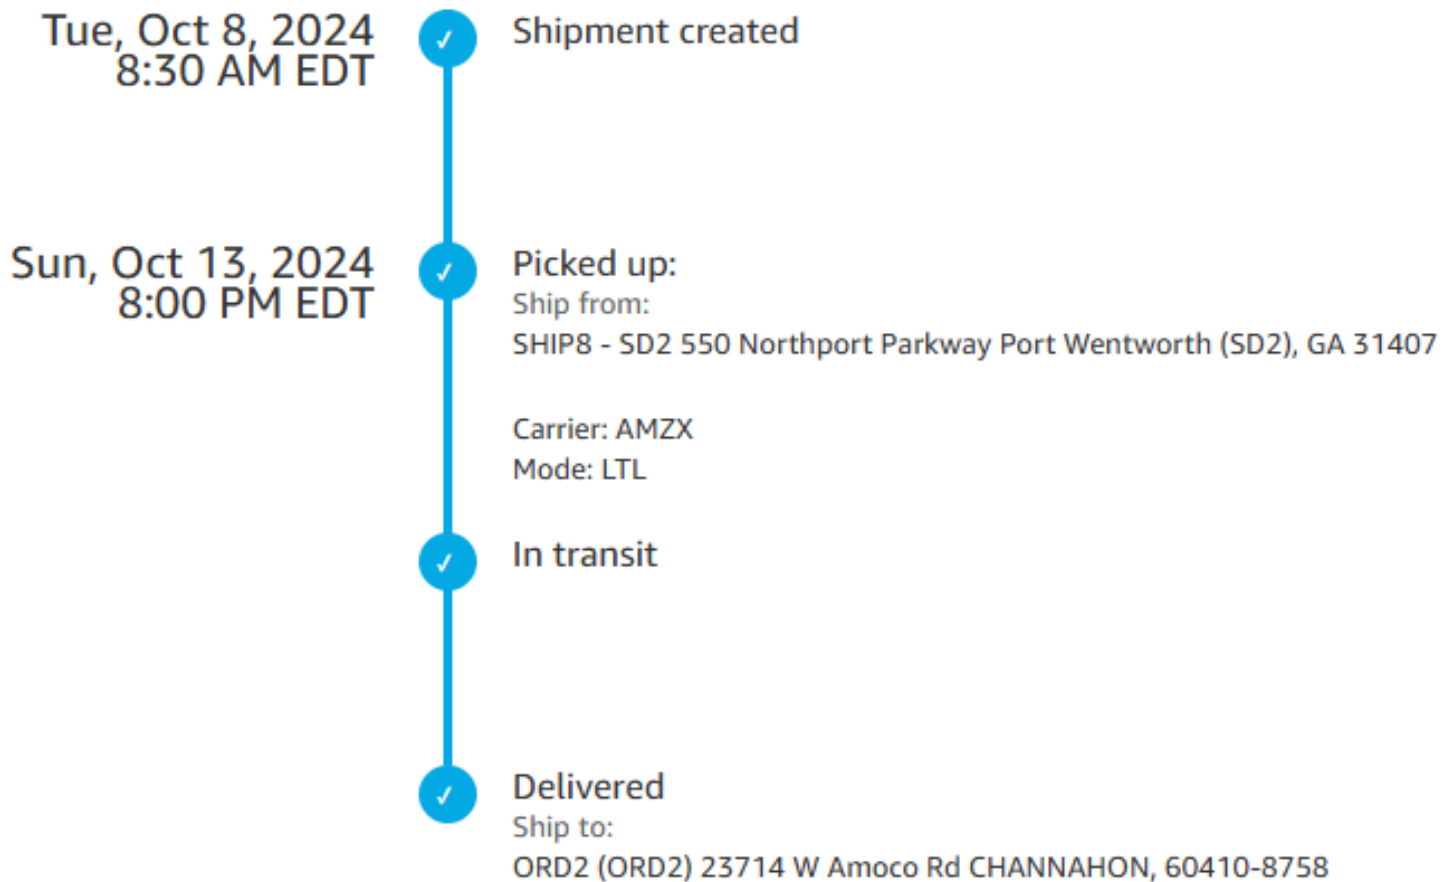 Tue, Oct 8, 2024
8:30 AM EDT
Shipment created
Sun, Oct 13, 2024
8:00 PM EDT
Picked up:
Ship from:
SHIP8 - SD2 550 Northport Parkway Port Wentworth (SD2), GA 31407
Carrier: AMZX
Mode: LTL
In transit
Delivered
Ship to:
ORD2 (ORD2) 23714 W Amoco Rd CHANNAHON, 60410-8758